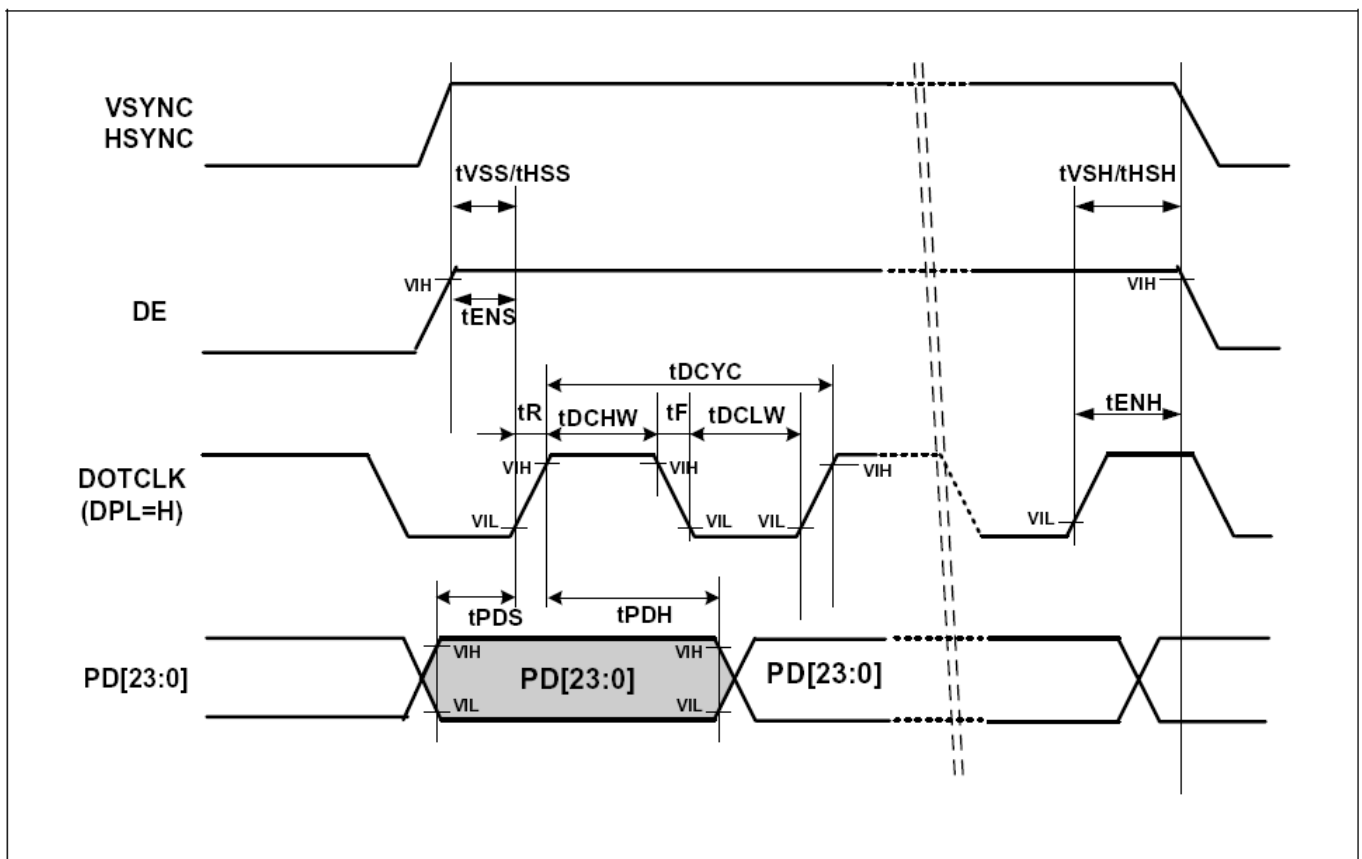 VSYNC
HSYNC
tVSS/tHSS
tVSH/tHSH
DE
VIH
VIH
tENS
tDCYC
tENH
tR
tDCHW
tF
tDCLW
DOTCLK
(DPL=H)
VIH
VIH
VIH
VIL
VIL
VIL
VIL
tPDS
tPDH
PD[23:0]
VIH
VIH
PD[23:0]
PD[23:0]
VIL
VIL